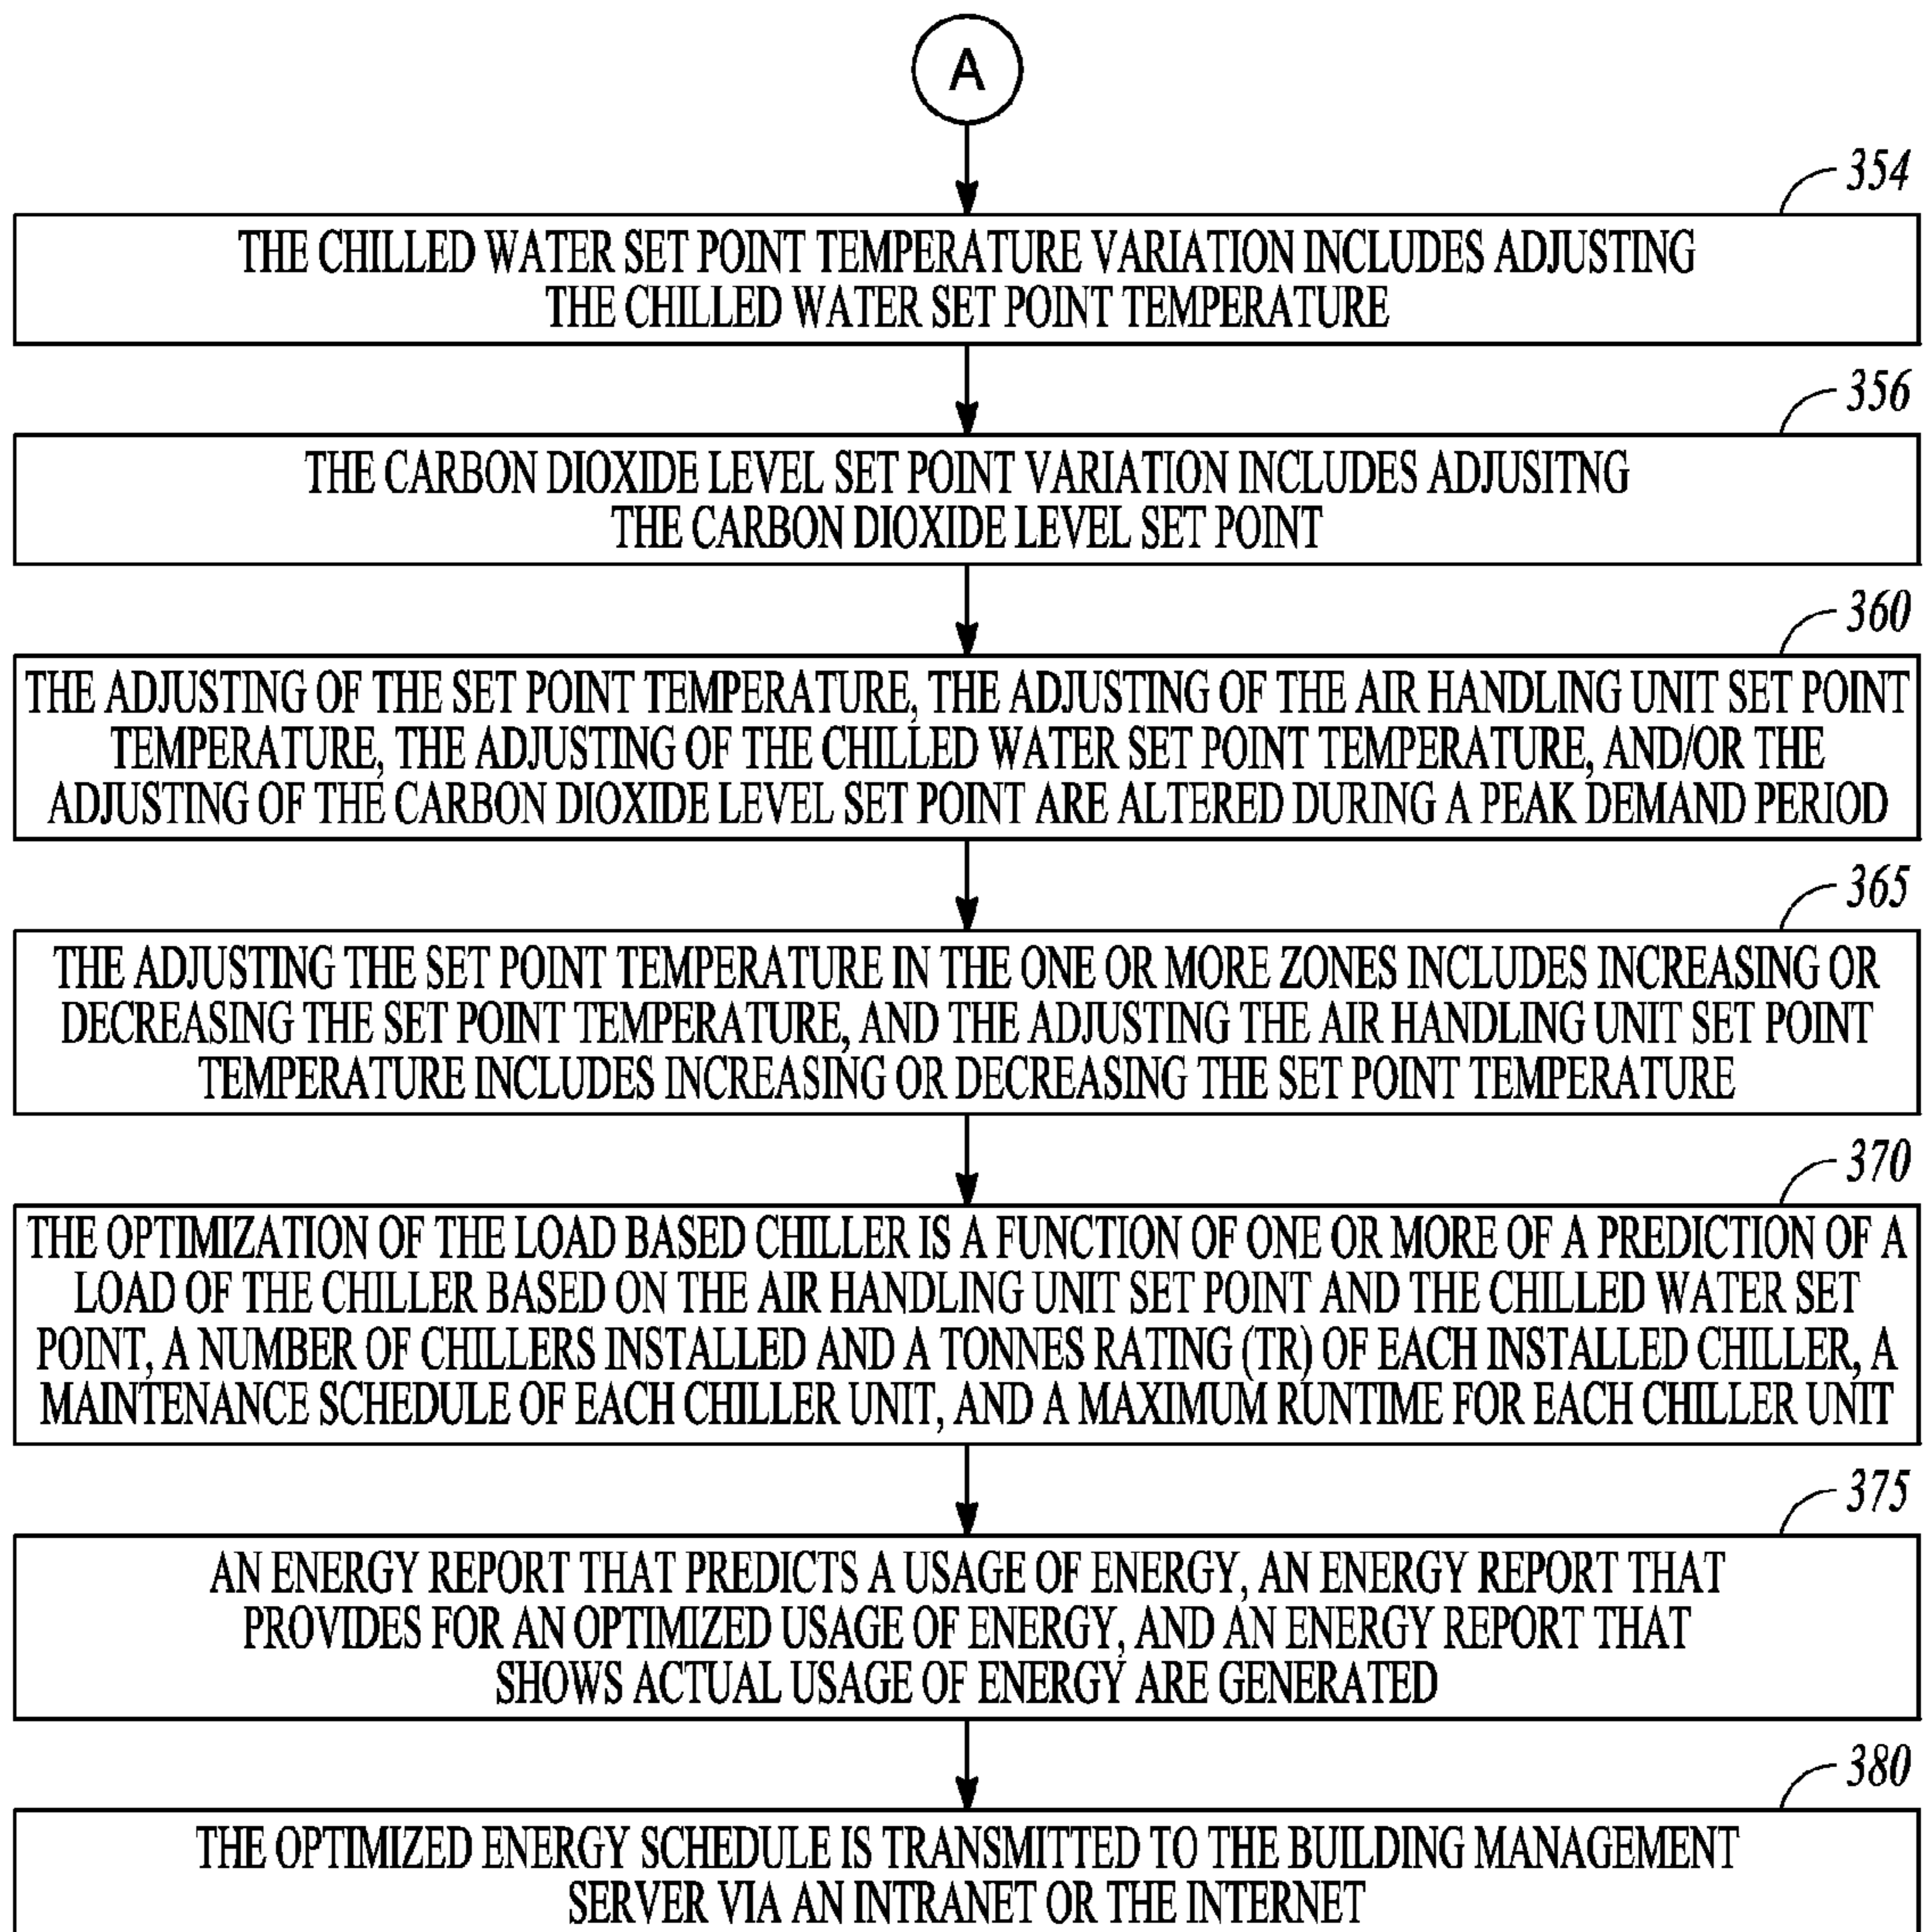 A
354
THE CHILLED WATER SET POINT TEMPERATURE VARIATION INCLUDES ADJUSTING
THE CHILLED WATER SET POINT TEMPERATURE
356
THE CARBON DIOXIDE LEVEL SET POINT VARIATION INCLUDES ADJUSITNG
THE CARBON DIOXIDE LEVEL SET POINT
360
THE ADJUSTING OF THE SET POINT TEMPERATURE, THE ADJUSTING OF THE AIR HANDLING UNIT SET POINT
TEMPERATURE, THE ADJUSTING OF THE CHILLED WATER SET POINT TEMPERATURE, AND/OR THE
ADJUSTING OF THE CARBON DIOXIDE LEVEL SET POINT ARE ALTERED DURING A PEAK DEMAND PERIOD
365
THE ADJUSTING THE SET POINT TEMPERATURE IN THE ONE OR MORE ZONES INCLUDES INCREASING OR
DECREASING THE SET POINT TEMPERATURE, AND THE ADJUSTING THE AIR HANDLING UNIT SET POINT
TEMPERATURE INCLUDES INCREASING OR DECREASING THE SET POINT TEMPERATURE
370
THE OPTIMIZATION OF THE LOAD BASED CHILLER IS A FUNCTION OF ONE OR MORE OF A PREDICTION OF A
LOAD OF THE CHILLER BASED ON THE AIR HANDLING UNIT SET POINT AND THE CHILLED WATER SET
POINT, A NUMBER OF CHILLERS INSTALLED AND A TONNES RATING (TR) OF EACH INSTALLED CHILLER, A
MAINTENANCE SCHEDULE OF EACH CHILLER UNIT, AND A MAXIMUM RUNTIME FOR EACH CHILLER UNIT
375
AN ENERGY REPORT THAT PREDICTS A USAGE OF ENERGY, AN ENERGY REPORT THAT
PROVIDES FOR AN OPTIMIZED USAGE OF ENERGY, AND AN ENERGY REPORT THAT
SHOWS ACTUAL USAGE OF ENERGY ARE GENERATED
380
THE OPTIMIZED ENERGY SCHEDULE IS TRANSMITTED TO THE BUILDING MANAGEMENT
SERVER VIA AN INTRANET OR THE INTERNET